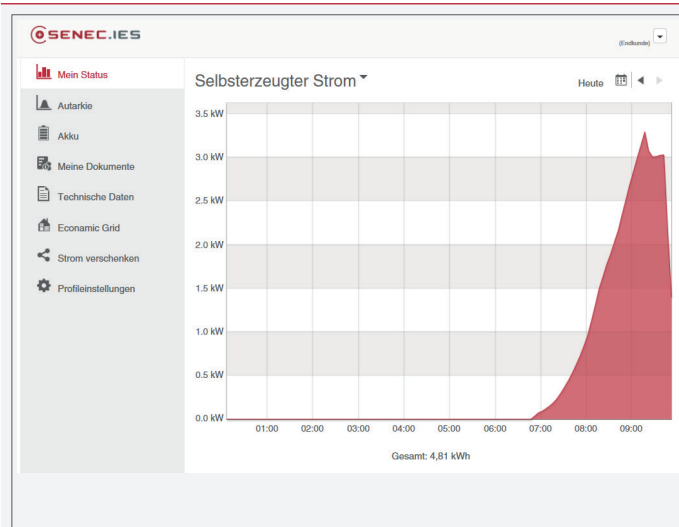 SENEC.IES
(Endkunde)
Mein Status
Autarkie
Akku
Meine Dokumente
Technische Daten
Econamic Grid
Strom verschenken
Profileinstellungen
Selbsterzeugter Strom
Heute
3.5 kW
3.0 kW
2.5 kW
2.0 kW
1.5 kW
1.0 kW
0.5 kW
0.0 kW
01:00 02:00 03:00 04:00 05:00 06:00 07:00 08:00 09:00
Gesamt: 4,81 kWh